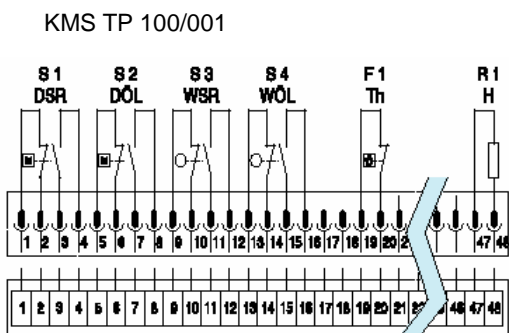 KMS TP 100/001
S1 S2 S3 S4 F1 R1
DSR DÖL WSR WÖL Th H
1 2 3 4 5 6 7 8 9 10 11 12 13 14 15 16 17 18 19 20 2 47 48
1 2 3 4 5 6 7 8 9 10 11 12 13 14 15 16 17 18 19 20 21 22 46 47 48